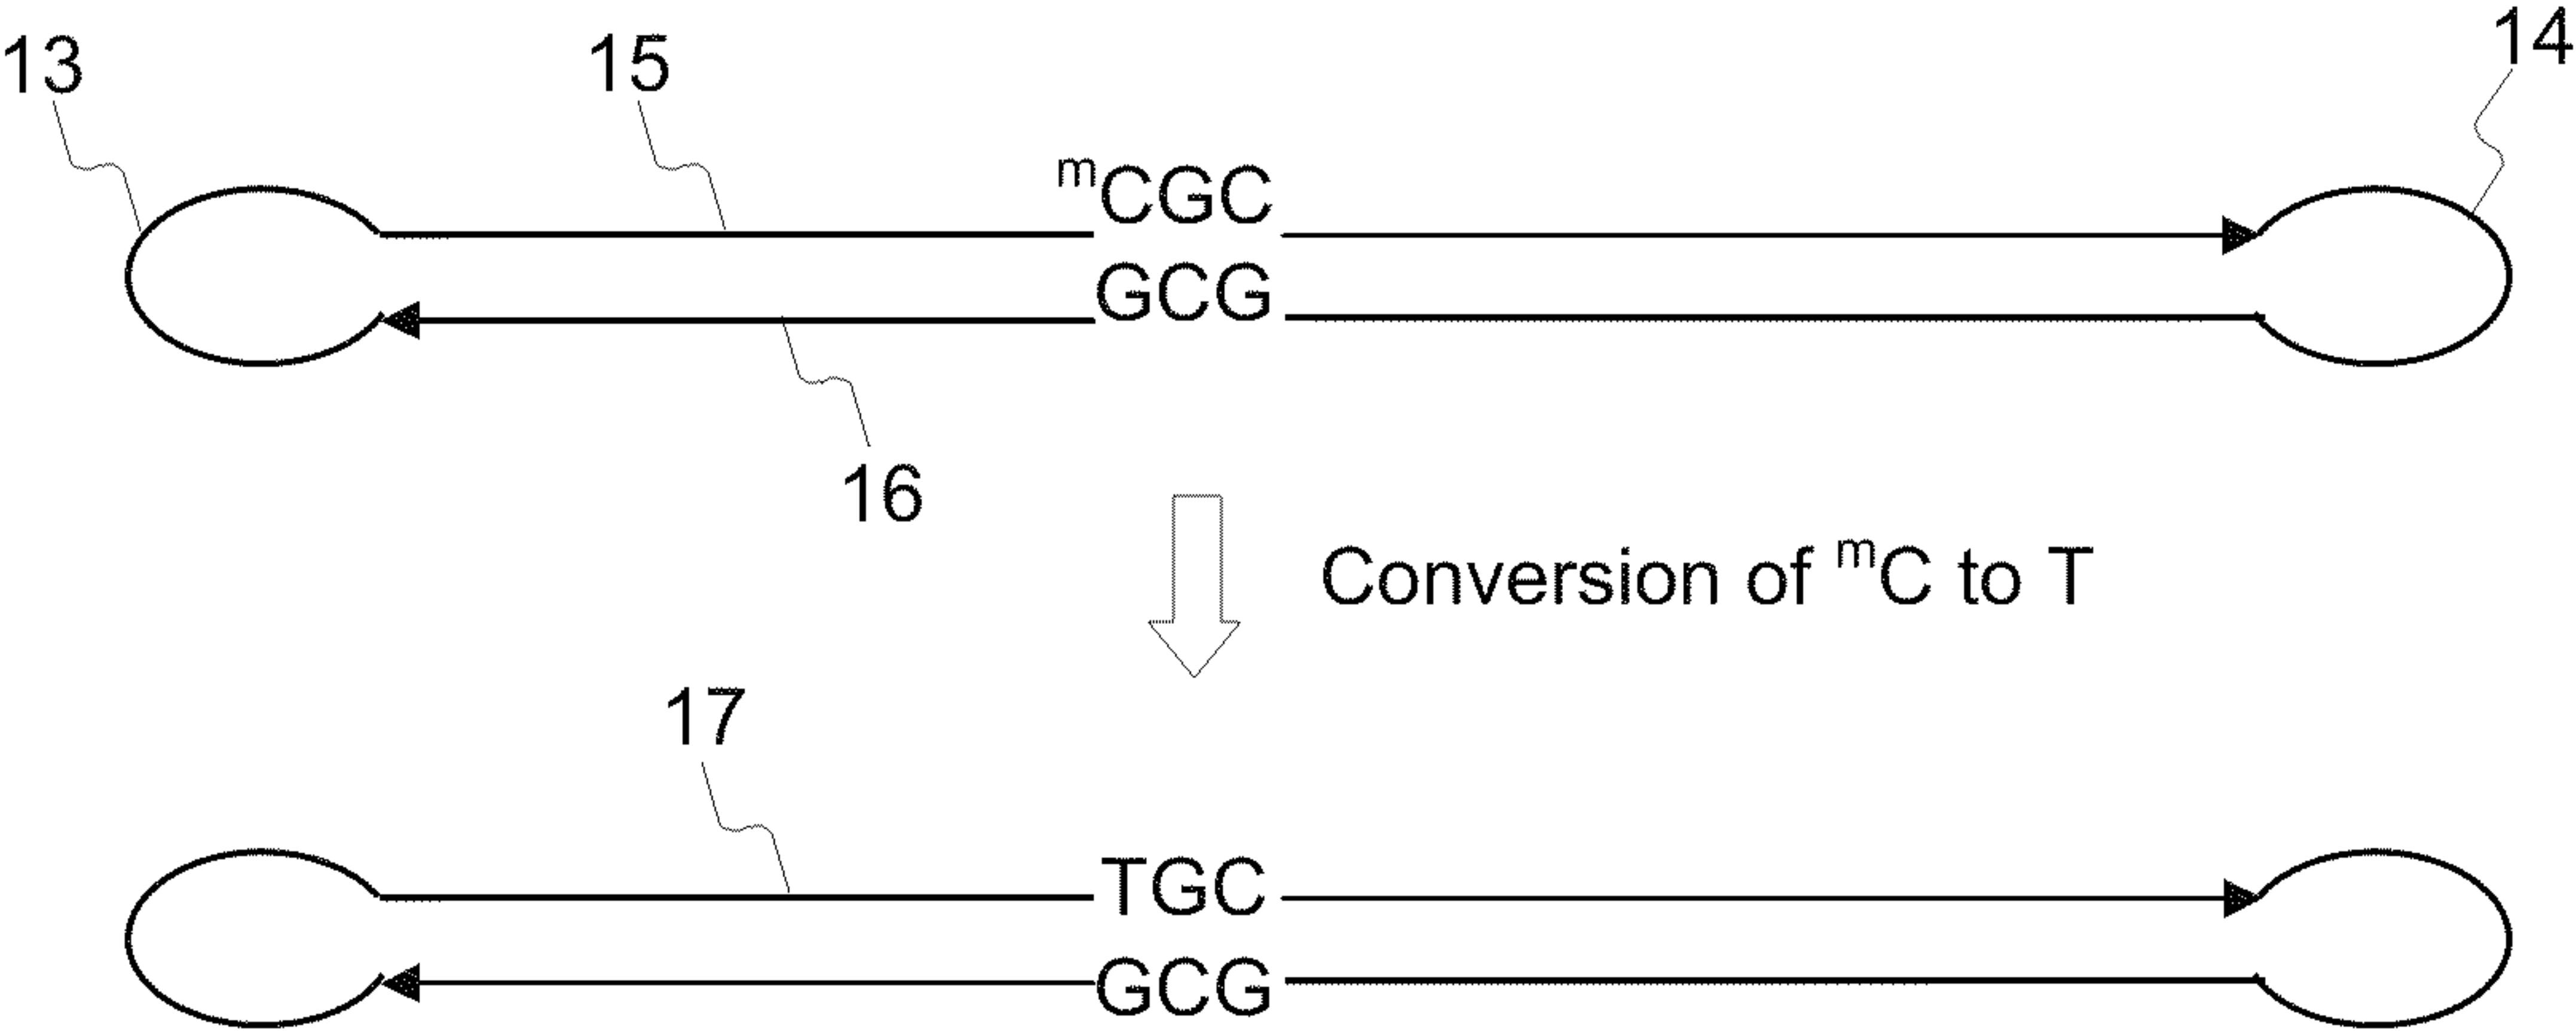 13
15
14
ᵐCGC
GCG
16
Conversion of ᵐC to T
17
TGC
GCG